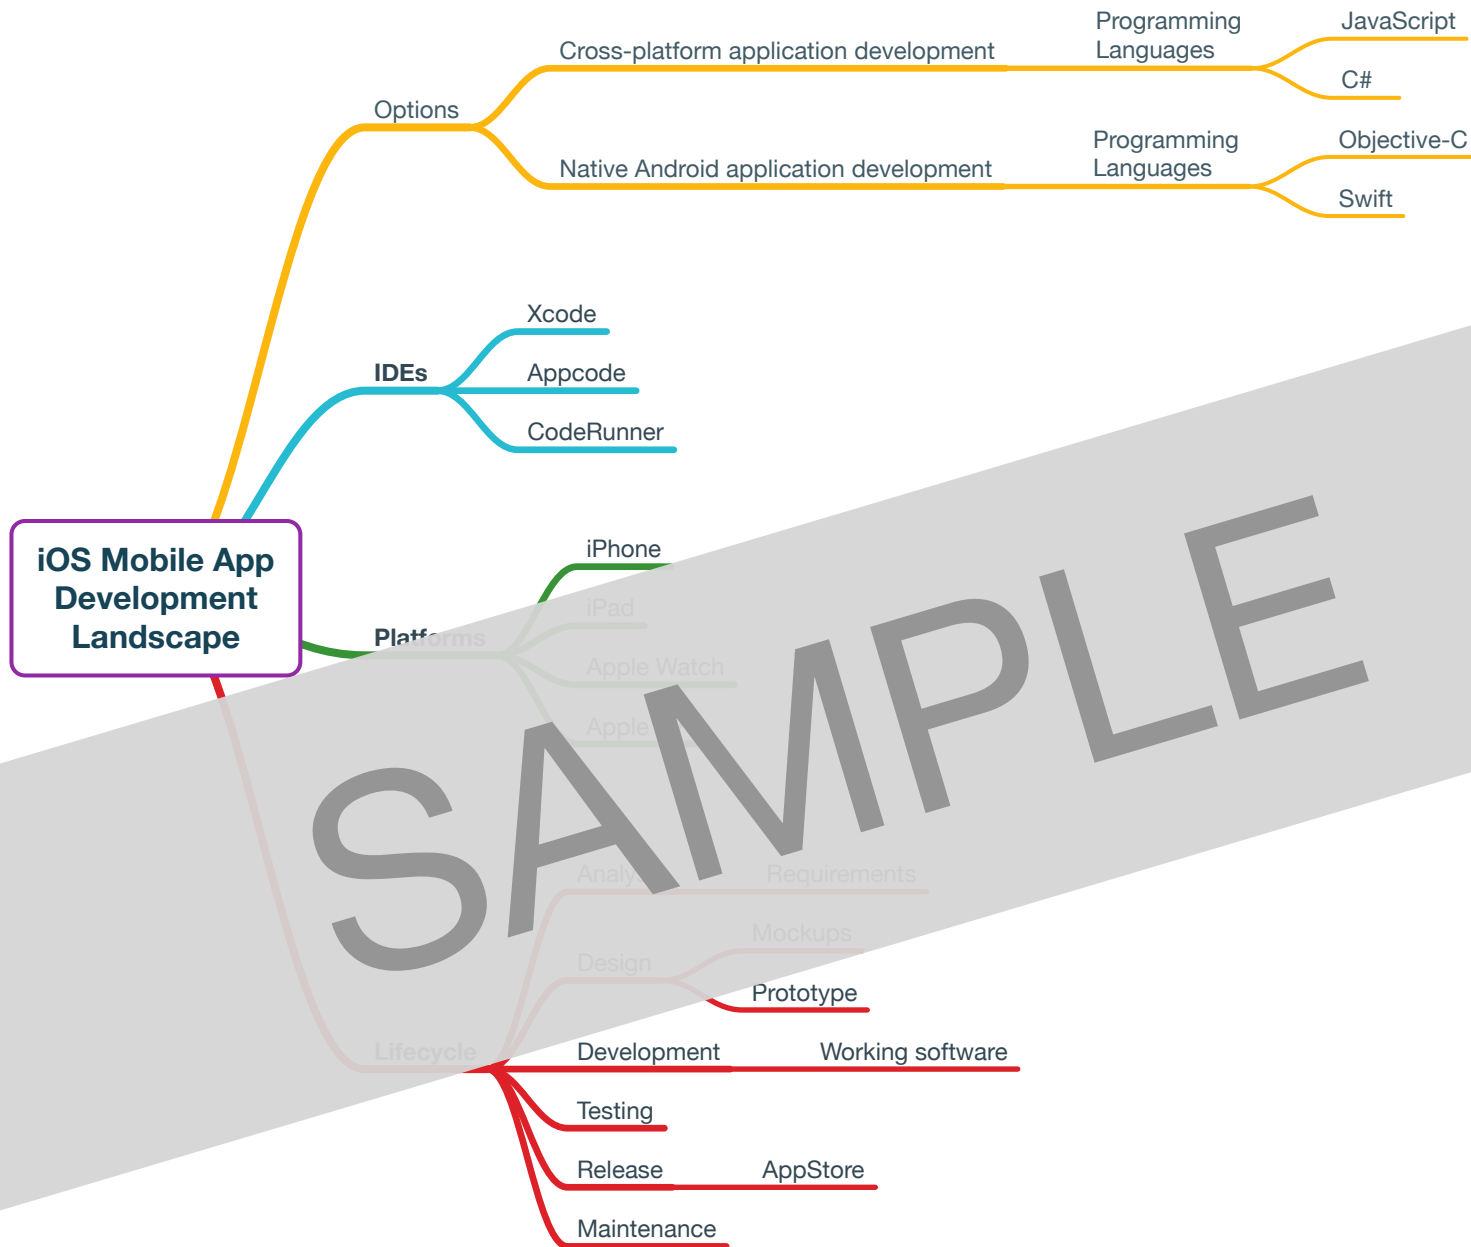 Programming
Languages
JavaScript
Cross-platform application development
C#
Options
Programming
Languages
Objective-C
Native Android application development
Swift
Xcode
IDEs
Appcode
CodeRunner
iOS Mobile App
Development
Landscape
iPhone
iPad
Platforms
Apple Watch
Apple
SAMPLE
Requirements
Mockups
Design
Prototype
Lifecycle
Development
Working software
Testing
Release
AppStore
Maintenance